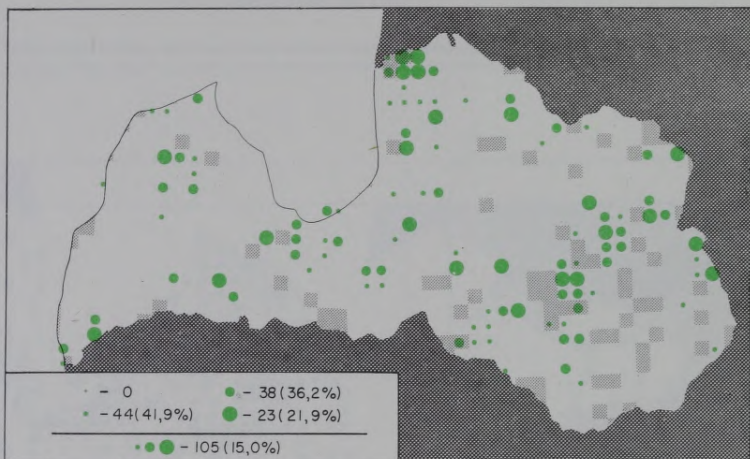 - 0
- 38 (36,2%)
- 44 (41,9%)
- 23 (21,9%)
- 105 (15,0%)